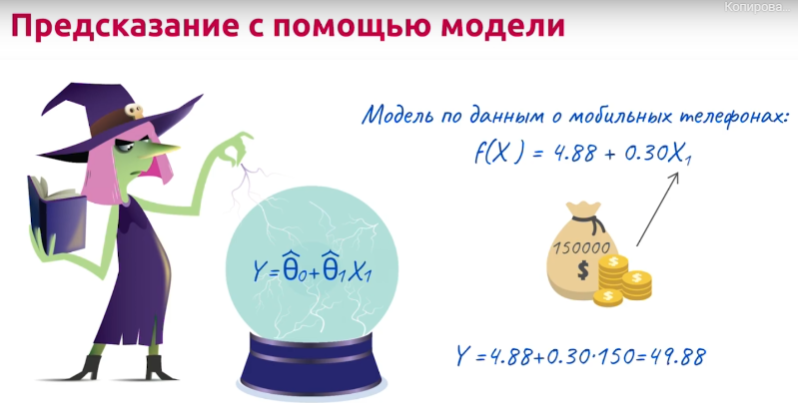 Копирова...
Предсказание с помощью модели
Модель по данным о мобильных телефонах:
f(X) = 4.88 + 0.30X₁
150000
$
$
$
$
Y=θ̂₀+θ̂₁X₁
Y=4.88+0.30·150=49.88